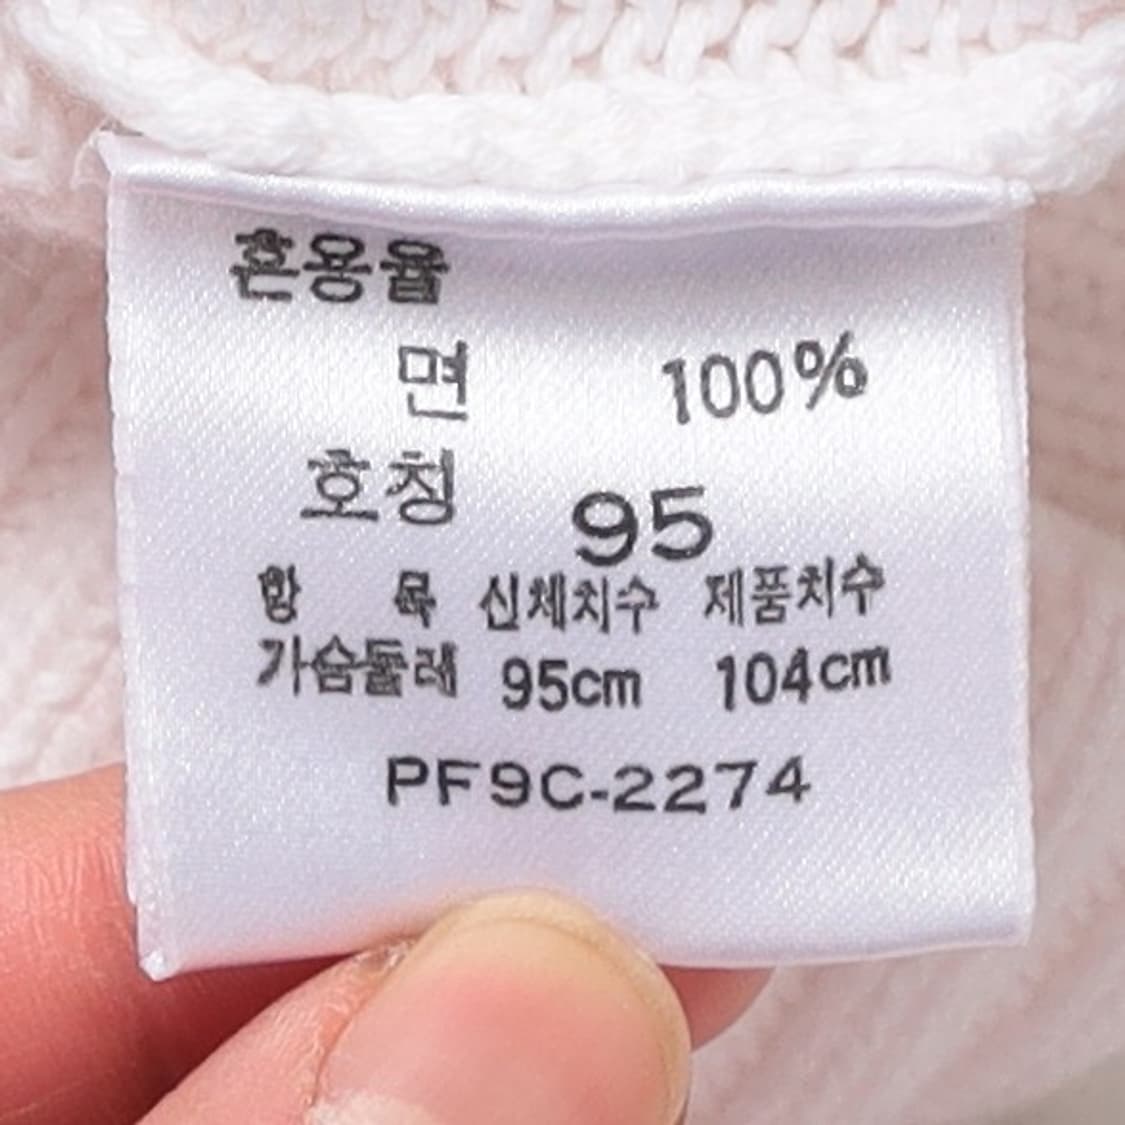 혼용율
면 100%
호칭 95
항 목 신체치수 제품치수
가슴둘레 95cm 104cm
PF9C-2274